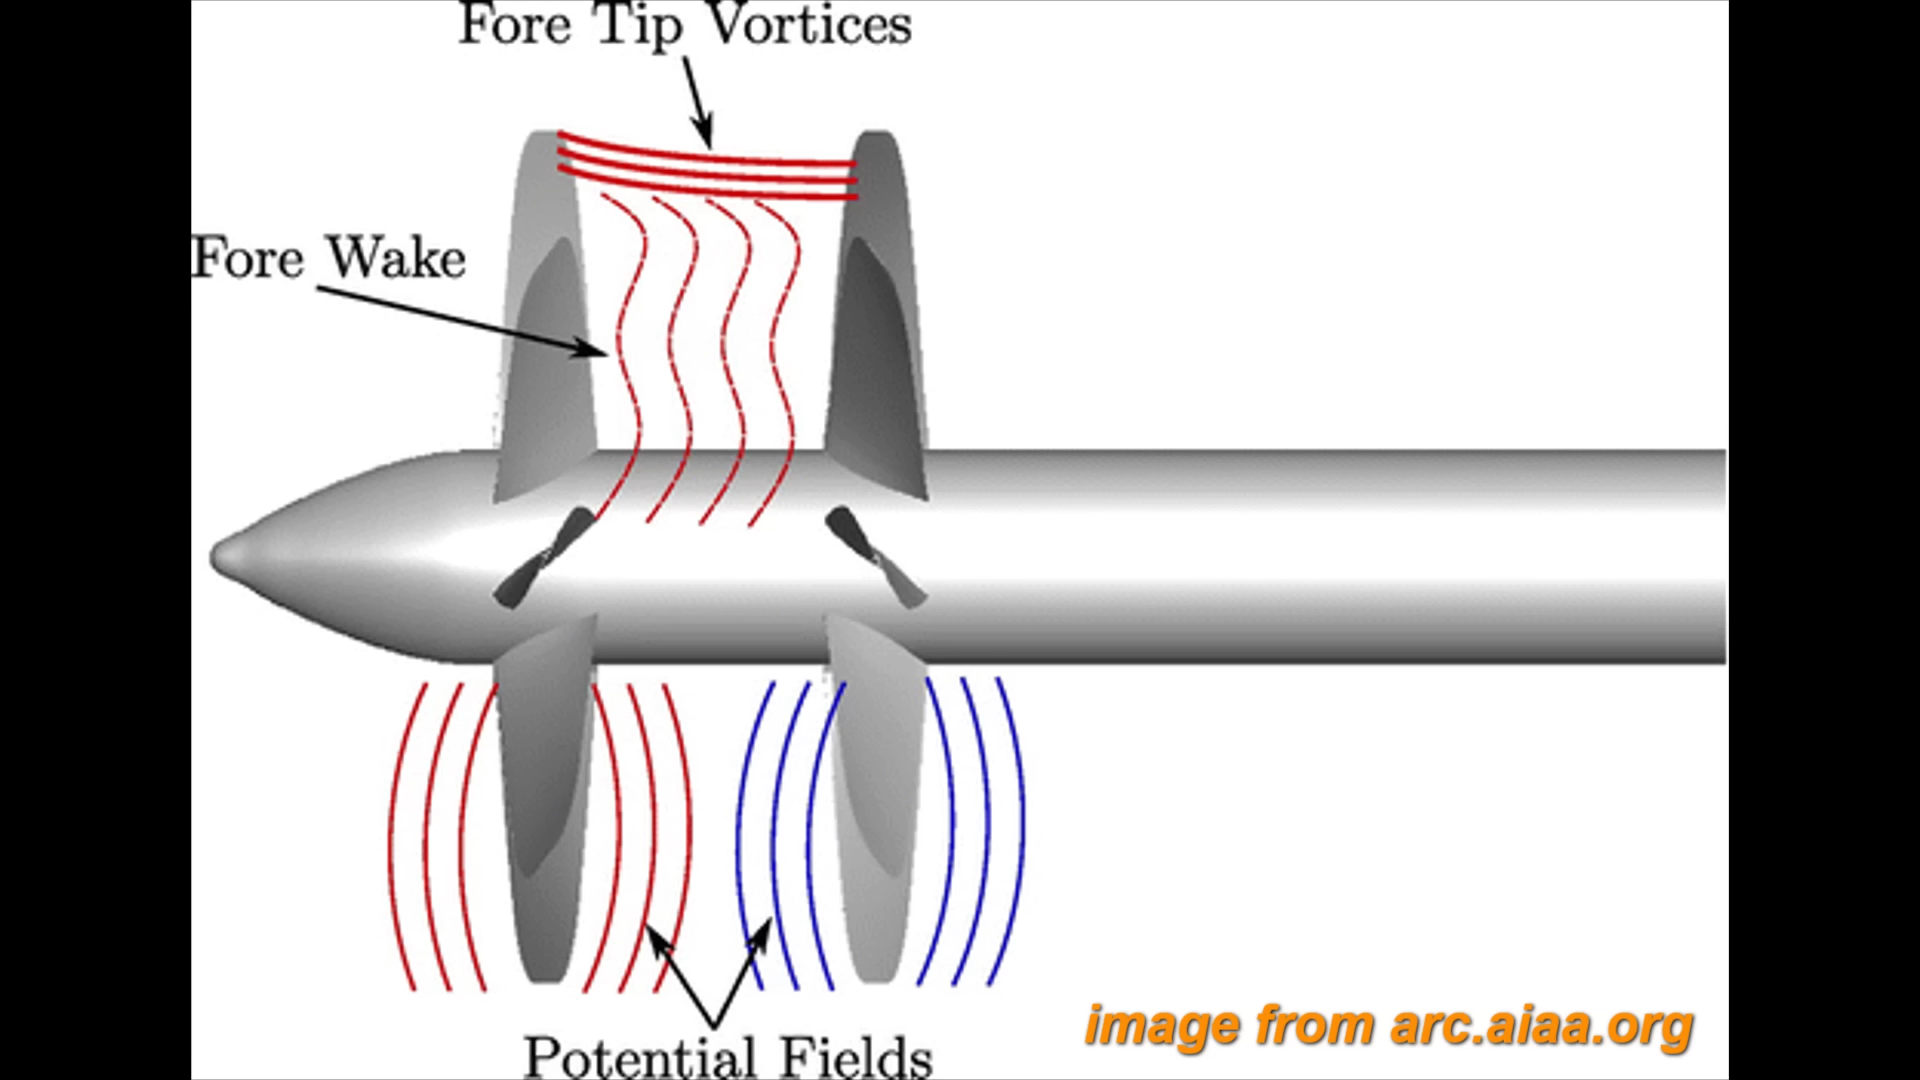 Fore Tip Vortices
Fore Wake
Potential Fields
image from arc.aiaa.org